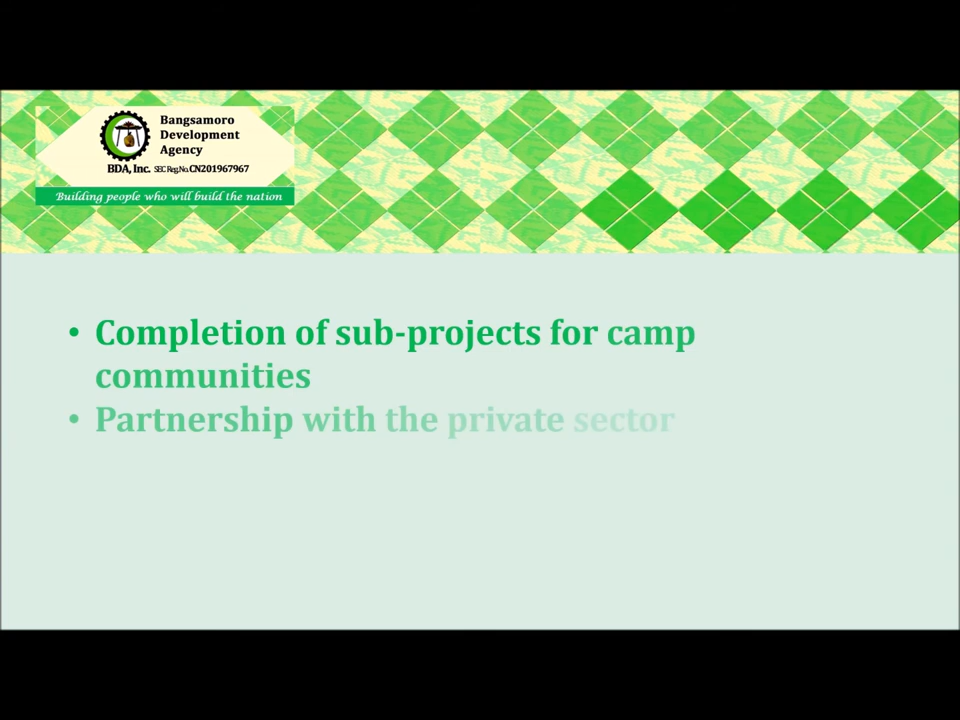 Bangsamoro
Development
Agency
BDA, Inc. SEC Reg.No.CN201967967
Building people who will build the nation
• Completion of sub-projects for camp
communities
• Partnership with the private sector